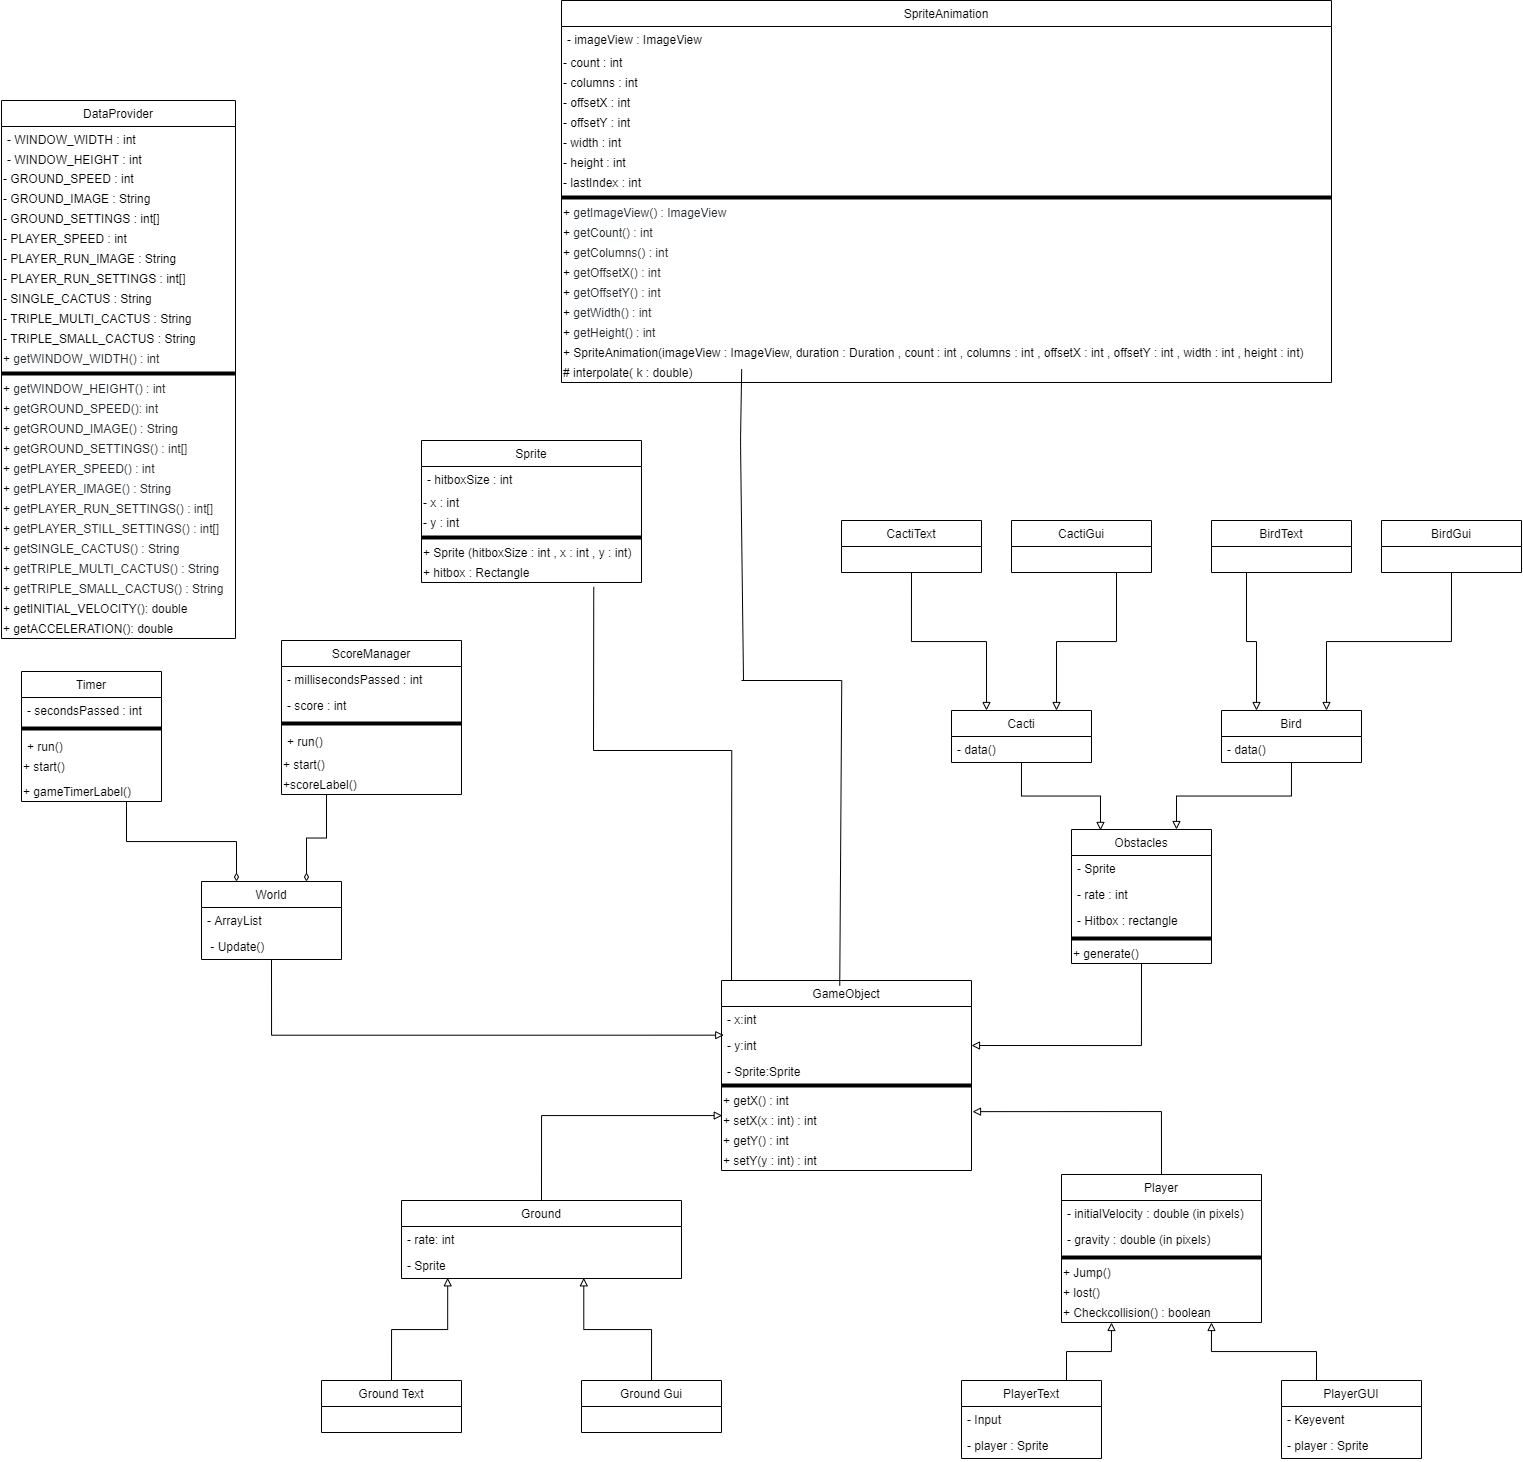 SpriteAnimation
- imageView : ImageView
- count : int
- columns : int
- offsetX : int
- offsetY : int
- width : int
- height : int
- lastIndex : int
+ getImageView() : ImageView
+ getCount() : int
+ getColumns() : int
+ getOffsetX() : int
+ getOffsetY() : int
+ getWidth() : int
+ getHeight() : int
+ SpriteAnimation(imageView : ImageView, duration : Duration , count : int , columns : int , offsetX : int , offsetY : int , width : int , height : int)
# interpolate( k : double)
DataProvider
- WINDOW_WIDTH : int
- WINDOW_HEIGHT : int
- GROUND_SPEED : int
- GROUND_IMAGE : String
- GROUND_SETTINGS : int[]
- PLAYER_SPEED : int
- PLAYER_RUN_IMAGE : String
- PLAYER_RUN_SETTINGS : int[]
- SINGLE_CACTUS : String
- TRIPLE_MULTI_CACTUS : String
- TRIPLE_SMALL_CACTUS : String
+ getWINDOW_WIDTH() : int
+ getWINDOW_HEIGHT() : int
+ getGROUND_SPEED(): int
+ getGROUND_IMAGE() : String
+ getGROUND_SETTINGS() : int[]
+ getPLAYER_SPEED() : int
+ getPLAYER_IMAGE() : String
+ getPLAYER_RUN_SETTINGS() : int[]
+ getPLAYER_STILL_SETTINGS() : int[]
+ getSINGLE_CACTUS() : String
+ getTRIPLE_MULTI_CACTUS() : String
+ getTRIPLE_SMALL_CACTUS() : String
+ getINITIAL_VELOCITY(): double
+ getACCELERATION(): double
Sprite
- hitboxSize : int
- x : int
- y : int
+ Sprite (hitboxSize : int , x : int , y : int)
+ hitbox : Rectangle
CactiText
CactiGui
BirdText
BirdGui
Timer
- secondsPassed : int
+ run()
+ start()
+ gameTimerLabel()
ScoreManager
- millisecondsPassed : int
- score : int
+ run()
+ start()
+scoreLabel()
Cacti
- data()
Bird
- data()
Obstacles
- Sprite
- rate : int
- Hitbox : rectangle
+ generate()
World
- ArrayList
- Update()
GameObject
- x:int
- y:int
- Sprite:Sprite
+ getX() : int
+ setX(x : int) : int
+ getY() : int
+ setY(y : int) : int
Ground
- rate: int
- Sprite
Player
- initialVelocity : double (in pixels)
- gravity : double (in pixels)
+ Jump()
+ lost()
+ Checkcollision() : boolean
Ground Text
Ground Gui
PlayerText
- Input
- player : Sprite
PlayerGUI
- Keyevent
- player : Sprite